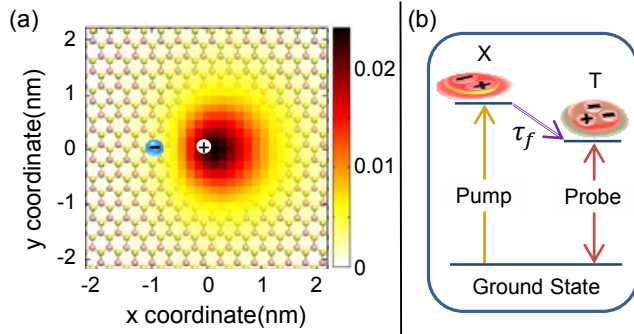 (a)
y coordinate(nm)
2
1
0
-1
-2
-2
-1
0
1
2
x coordinate(nm)
−
+
0.02
0.01
0
(b)
X
T
−
+
−
−
+
+
τf
Pump
Probe
Ground State